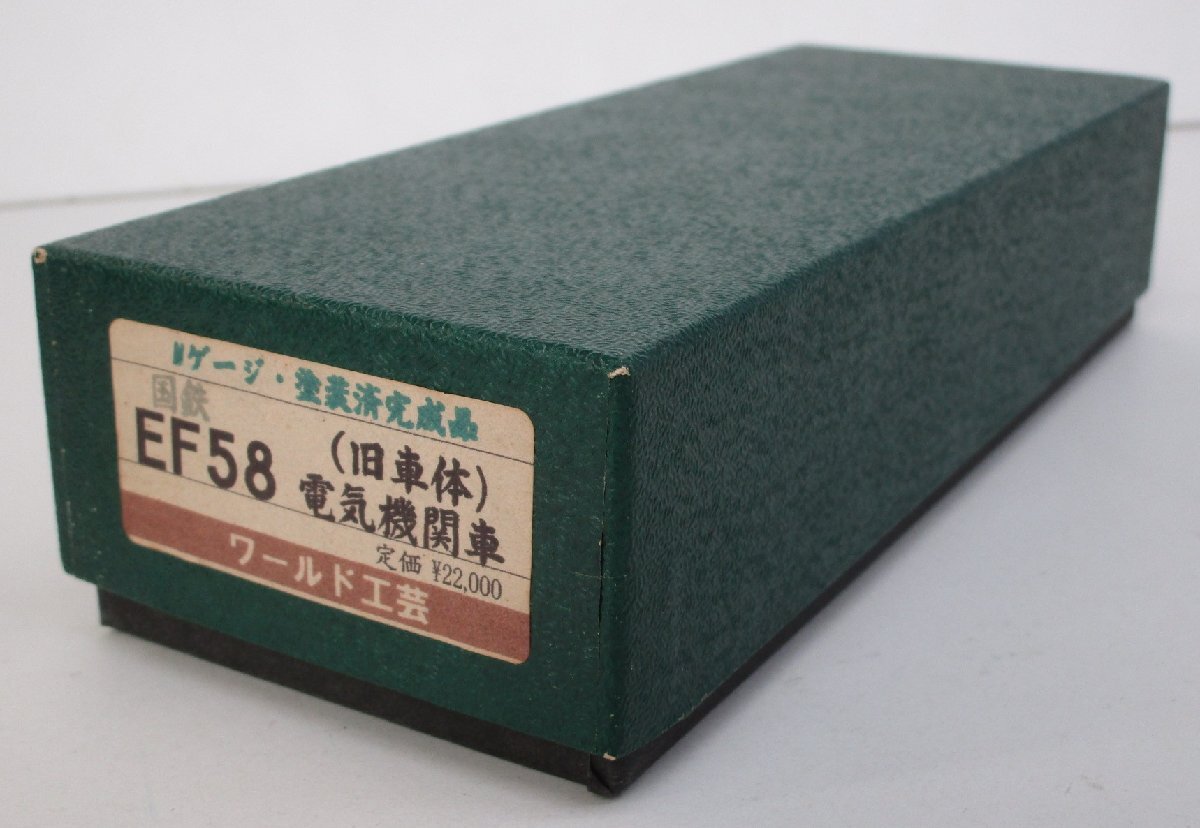 Nゲージ・塗装済完成品
国鉄
EF58 (旧車体)
電気機関車
定価 ¥22,000
ワールド工芸